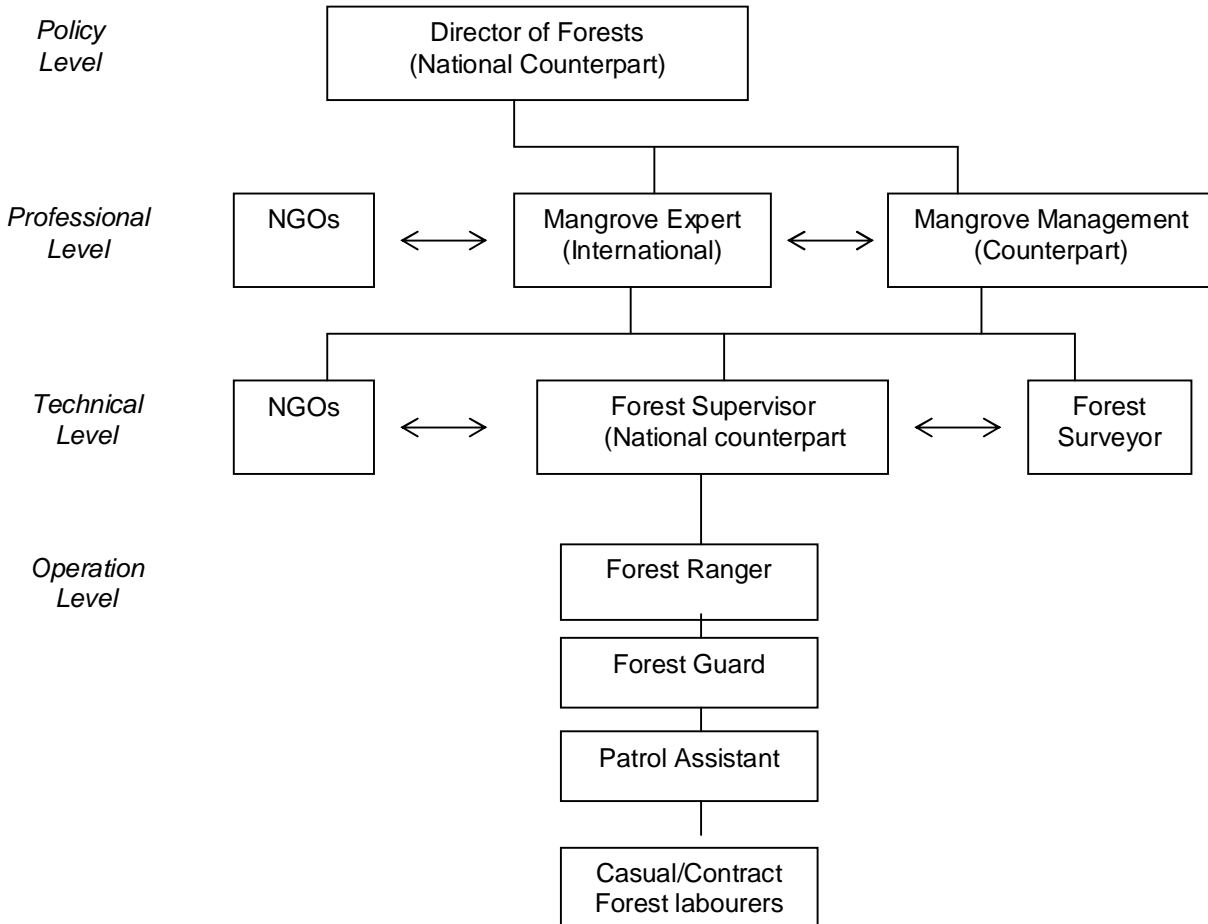 Policy
Level
Director of Forests
(National Counterpart)
Professional
Level
NGOs
Mangrove Expert
(International)
Mangrove Management
(Counterpart)
Technical
Level
NGOs
Forest Supervisor
(National counterpart
Forest
Surveyor
Operation
Level
Forest Ranger
Forest Guard
Patrol Assistant
Casual/Contract
Forest labourers